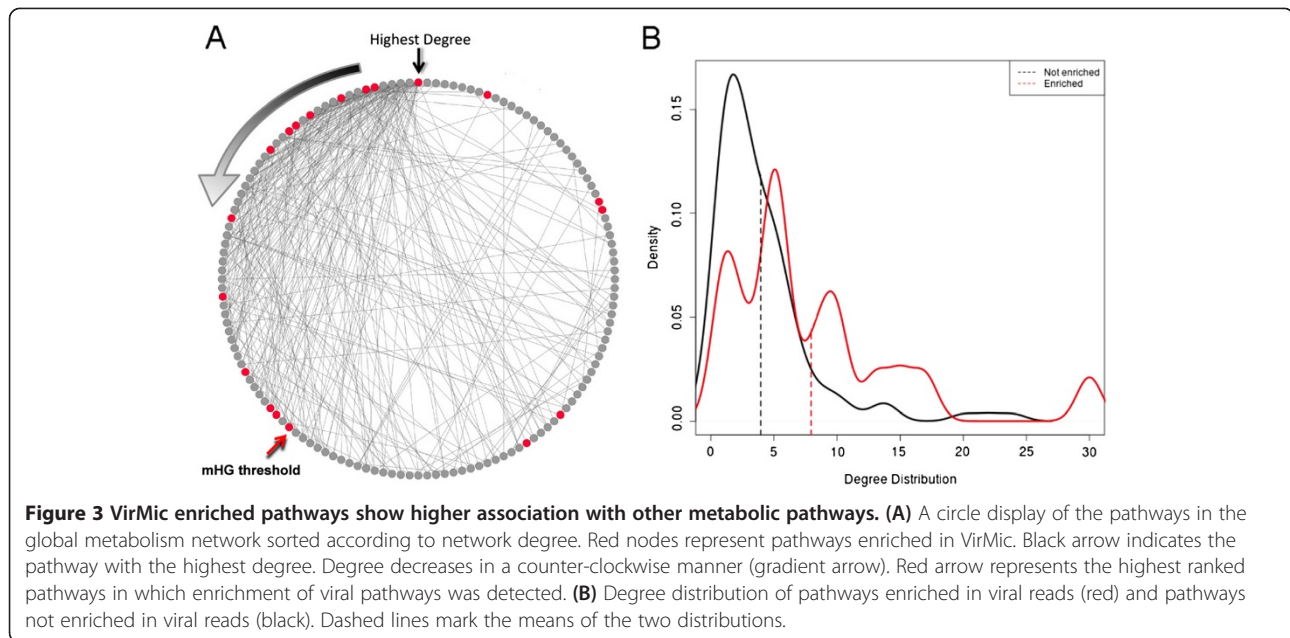 A
Highest Degree
mHG threshold
B
Not enriched
Enriched
0.15
0.10
0.05
0.00
Density
0 5 10 15 20 25 30
Degree Distribution
Figure 3 VirMic enriched pathways show higher association with other metabolic pathways. (A) A circle display of the pathways in the
global metabolism network sorted according to network degree. Red nodes represent pathways enriched in VirMic. Black arrow indicates the
pathway with the highest degree. Degree decreases in a counter-clockwise manner (gradient arrow). Red arrow represents the highest ranked
pathways in which enrichment of viral pathways was detected. (B) Degree distribution of pathways enriched in viral reads (red) and pathways
not enriched in viral reads (black). Dashed lines mark the means of the two distributions.